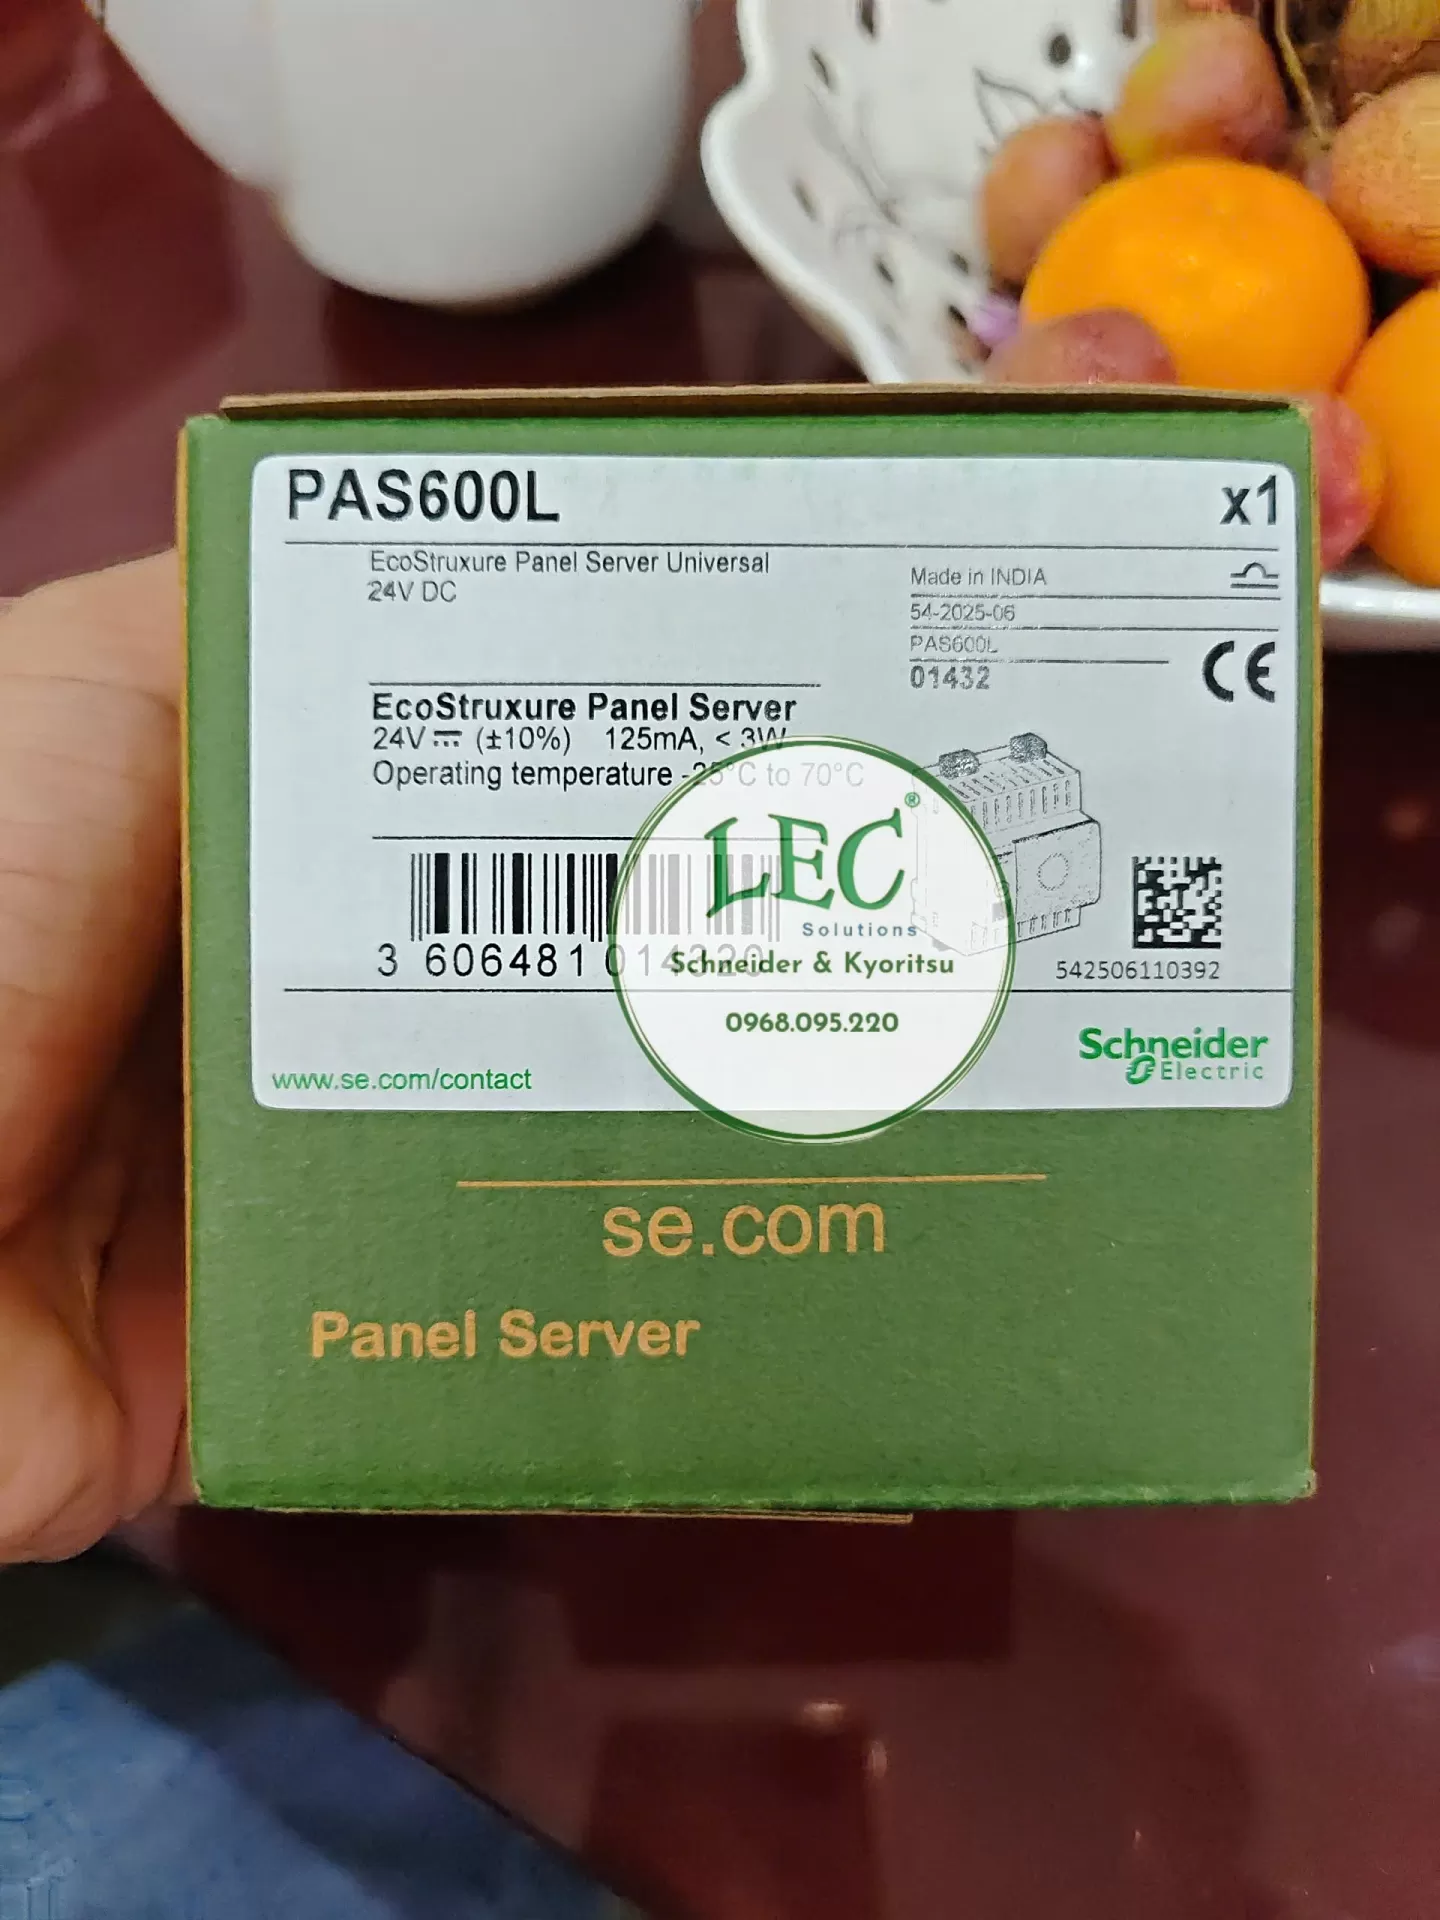 PAS600L
x1
EcoStruxure Panel Server Universal
24V DC
Made in INDIA
54-2025-06
PAS600L
01432
CE
EcoStruxure Panel Server
24V (±10%) 125mA, < 3W
Operating temperature -25°C to 70°C
LEC®
Solutions
Schneider & Kyoritsu
0968.095.220
3 606481 014320
542506110392
Schneider
Electric
www.se.com/contact
se.com
Panel Server